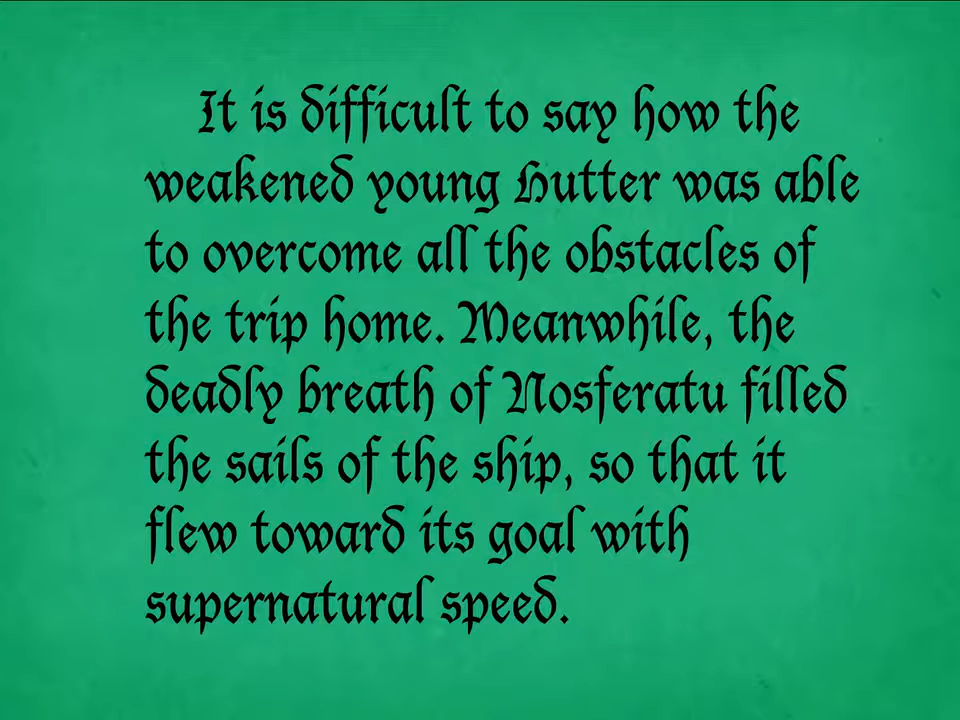 It is difficult to say how the
weakened young Hutter was able
to overcome all the obstacles of
the trip home. Meanwhile, the
deadly breath of Nosferatu filled
the sails of the ship, so that it
flew toward its goal with
supernatural speed.